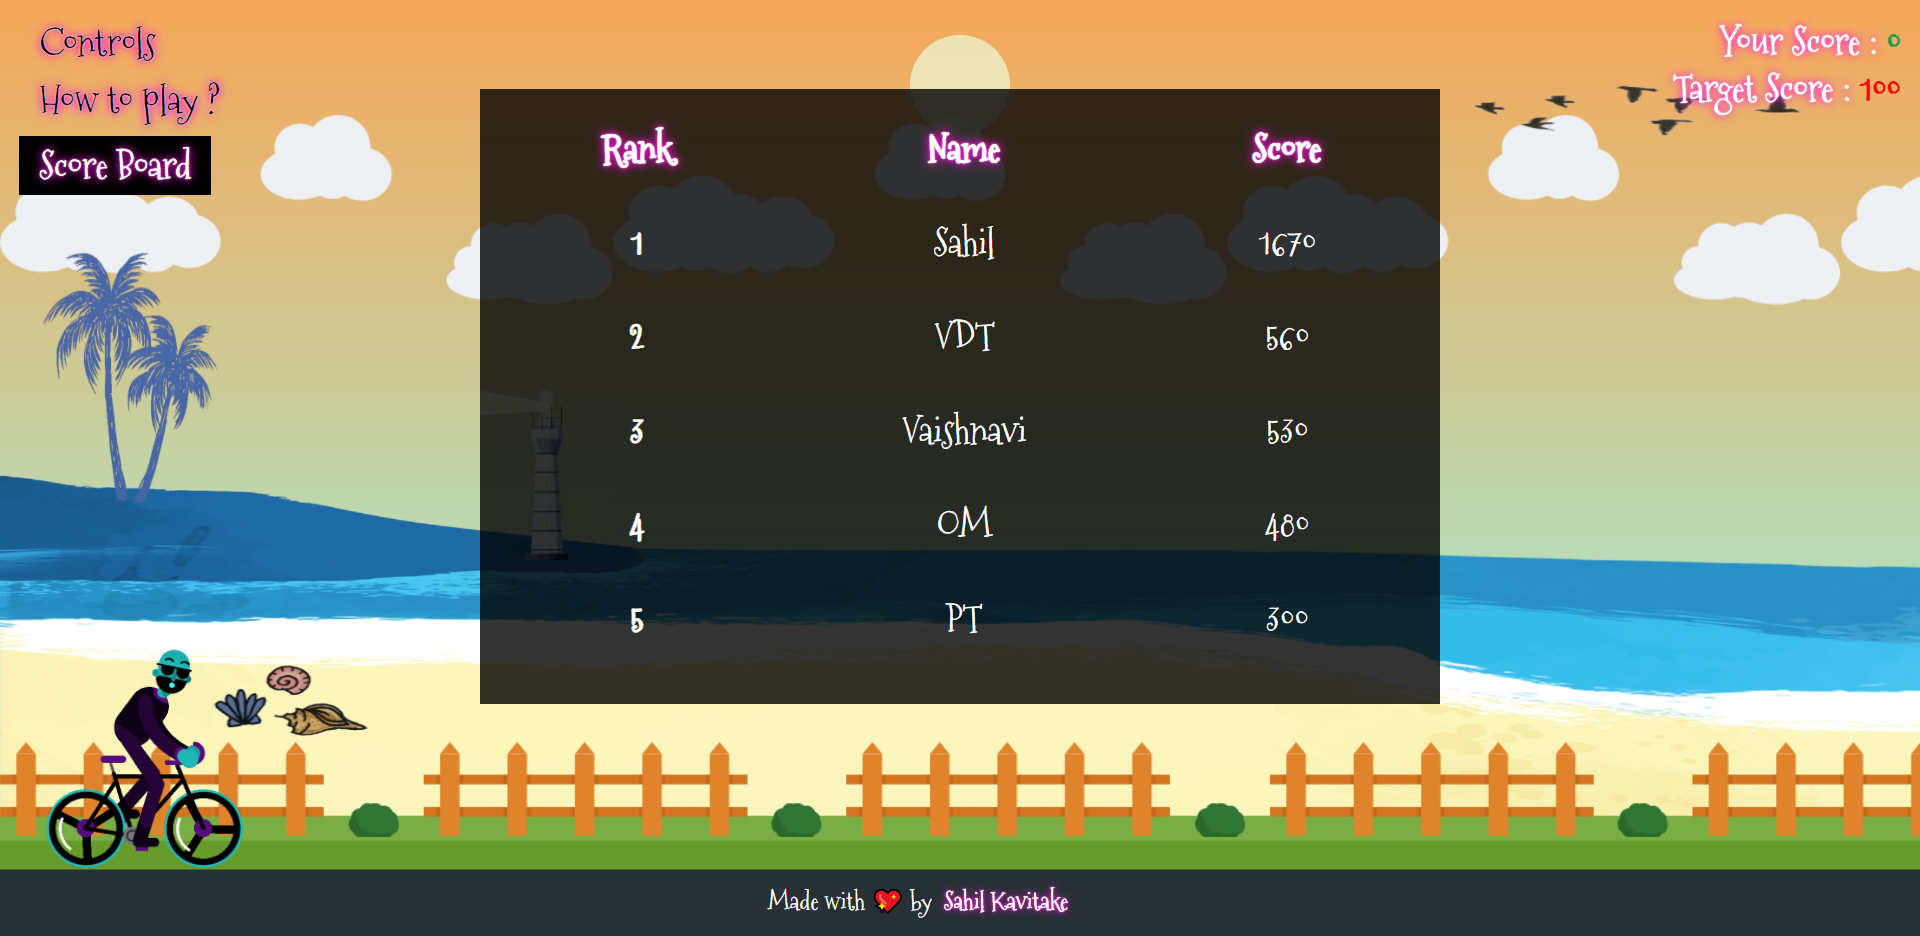 Controls
How to play ?
Score Board
Your Score : 0
Target Score : 100
Rank Name Score
1 Sahil 1670
2 VDT 560
3 Vaishnavi 530
4 OM 480
5 PT 300
Made with 💖 by Sahil Kavitake